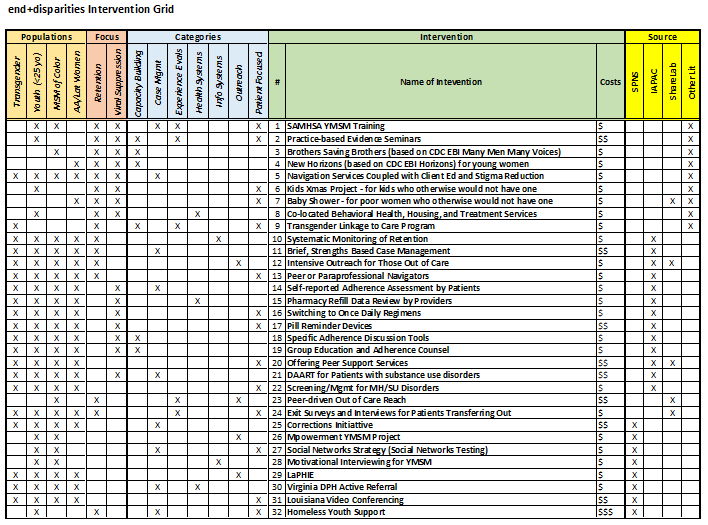 end+disparities Intervention Grid
Populations Focus Categories Intervention Source
Transgender Youth (<25 yo) MSM of Color AA/Lat Women Retention Viral Suppression Capacity Building Case Mgmt Experience Evals Health Systems Info Systems Outreach Patient Focused # Name of Intevention Costs SPNS IAPAC ShareLab Other Lit
X X X X X X X 1 SAMHSA YMSM Training $ X
X X X X X X 2 Practice-based Evidence Seminars $$ X
X X X X 3 Brothers Saving Brothers (based on CDC EBI Many Men Many Voices) $ X
X X X X 4 New Horizons (based on CDC EBI Horizons) for young women $ X
X X X X X X X 5 Navigation Services Coupled with Client Ed and Stigma Reduction $ X
X X X X 6 Kids Xmas Project - for kids who otherwise would not have one $ X
X X X X 7 Baby Shower - for poor women who otherwise would not have one $ X X
X X X X 8 Co-located Behavioral Health, Housing, and Treatment Services $ X
X X X X X 9 Transgender Linkage to Care Program $ X
X X X X X X 10 Systematic Monitoring of Retention $ X
X X X X X X 11 Brief, Strengths Based Case Management $$ X
X X X X X X 12 Intensive Outreach for Those Out of Care $ X X
X X X X X X 13 Peer or Paraprofessional Navigators $ X
X X X X X X 14 Self-reported Adherence Assessment by Patients $ X
X X X X X X 15 Pharmacy Refill Data Review by Providers $ X
X X X X X X 16 Switching to Once Daily Regimens $ X
X X X X X X 17 Pill Reminder Devices $$ X
X X X X X X 18 Specific Adherence Discussion Tools $ X
X X X X X X 19 Group Education and Adherence Counsel $ X
X X X X X 20 Offering Peer Support Services $$ X X
X X X X X X 21 DAART for Patients with substance use disorders $$ X
X X X X X 22 Screening/Mgmt for MH/SU Disorders $ X
X X X X 23 Peer-driven Out of Care Reach $$ X
X X X X X X X 24 Exit Surveys and Interviews for Patients Transferring Out $ X
X X X X X 25 Corrections Initiattive $$ X
X X X 26 Mpowerment YMSM Project $ X
X X X X 27 Social Networks Strategy (Social Networks Testing) $ X
X X X 28 Motivational Interviewing for YMSM $ X
X X X X X 29 LaPHIE $ X
X X X X X X 30 Virginia DPH Active Referral $ X
X X X X X 31 Louisiana Video Conferencing $$ X
X X X X 32 Homeless Youth Support $$$ X